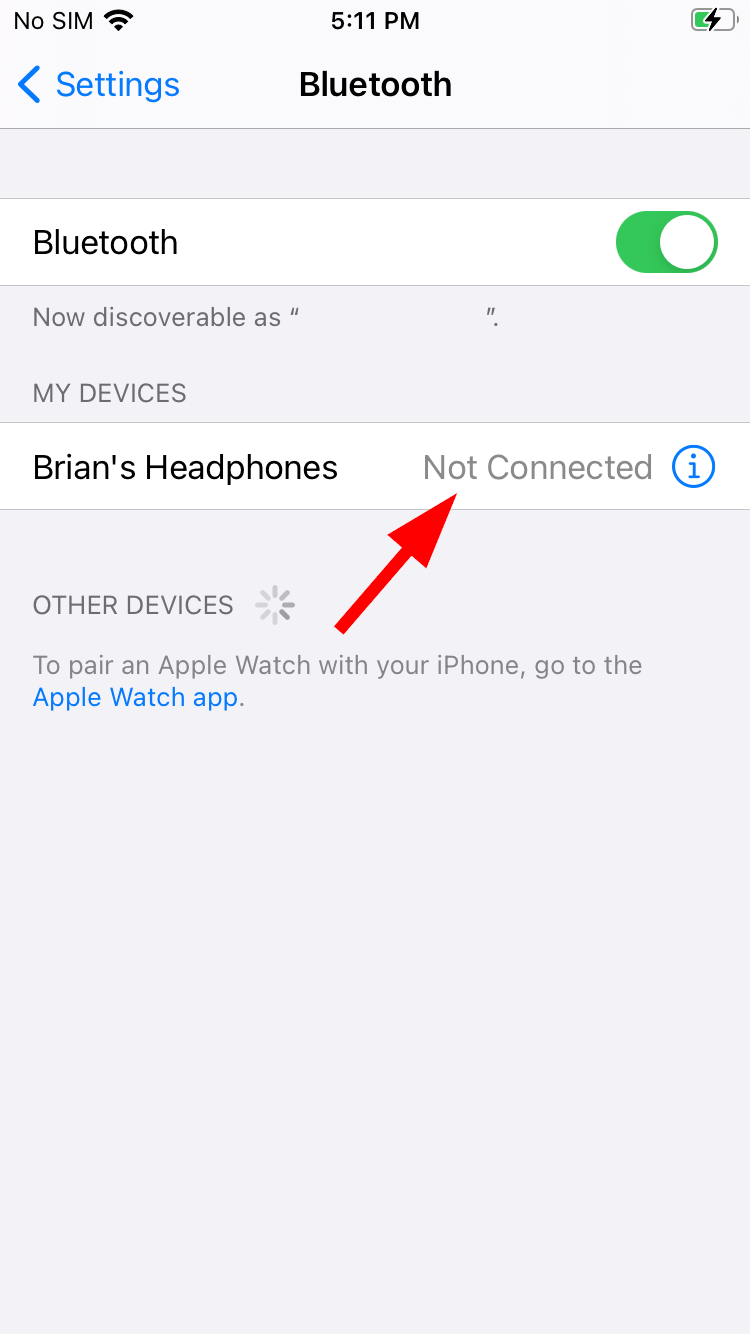 No SIM 5:11 PM
Settings Bluetooth
Bluetooth
Now discoverable as “ ”.
MY DEVICES
Brian's Headphones Not Connected
OTHER DEVICES
To pair an Apple Watch with your iPhone, go to the
Apple Watch app.